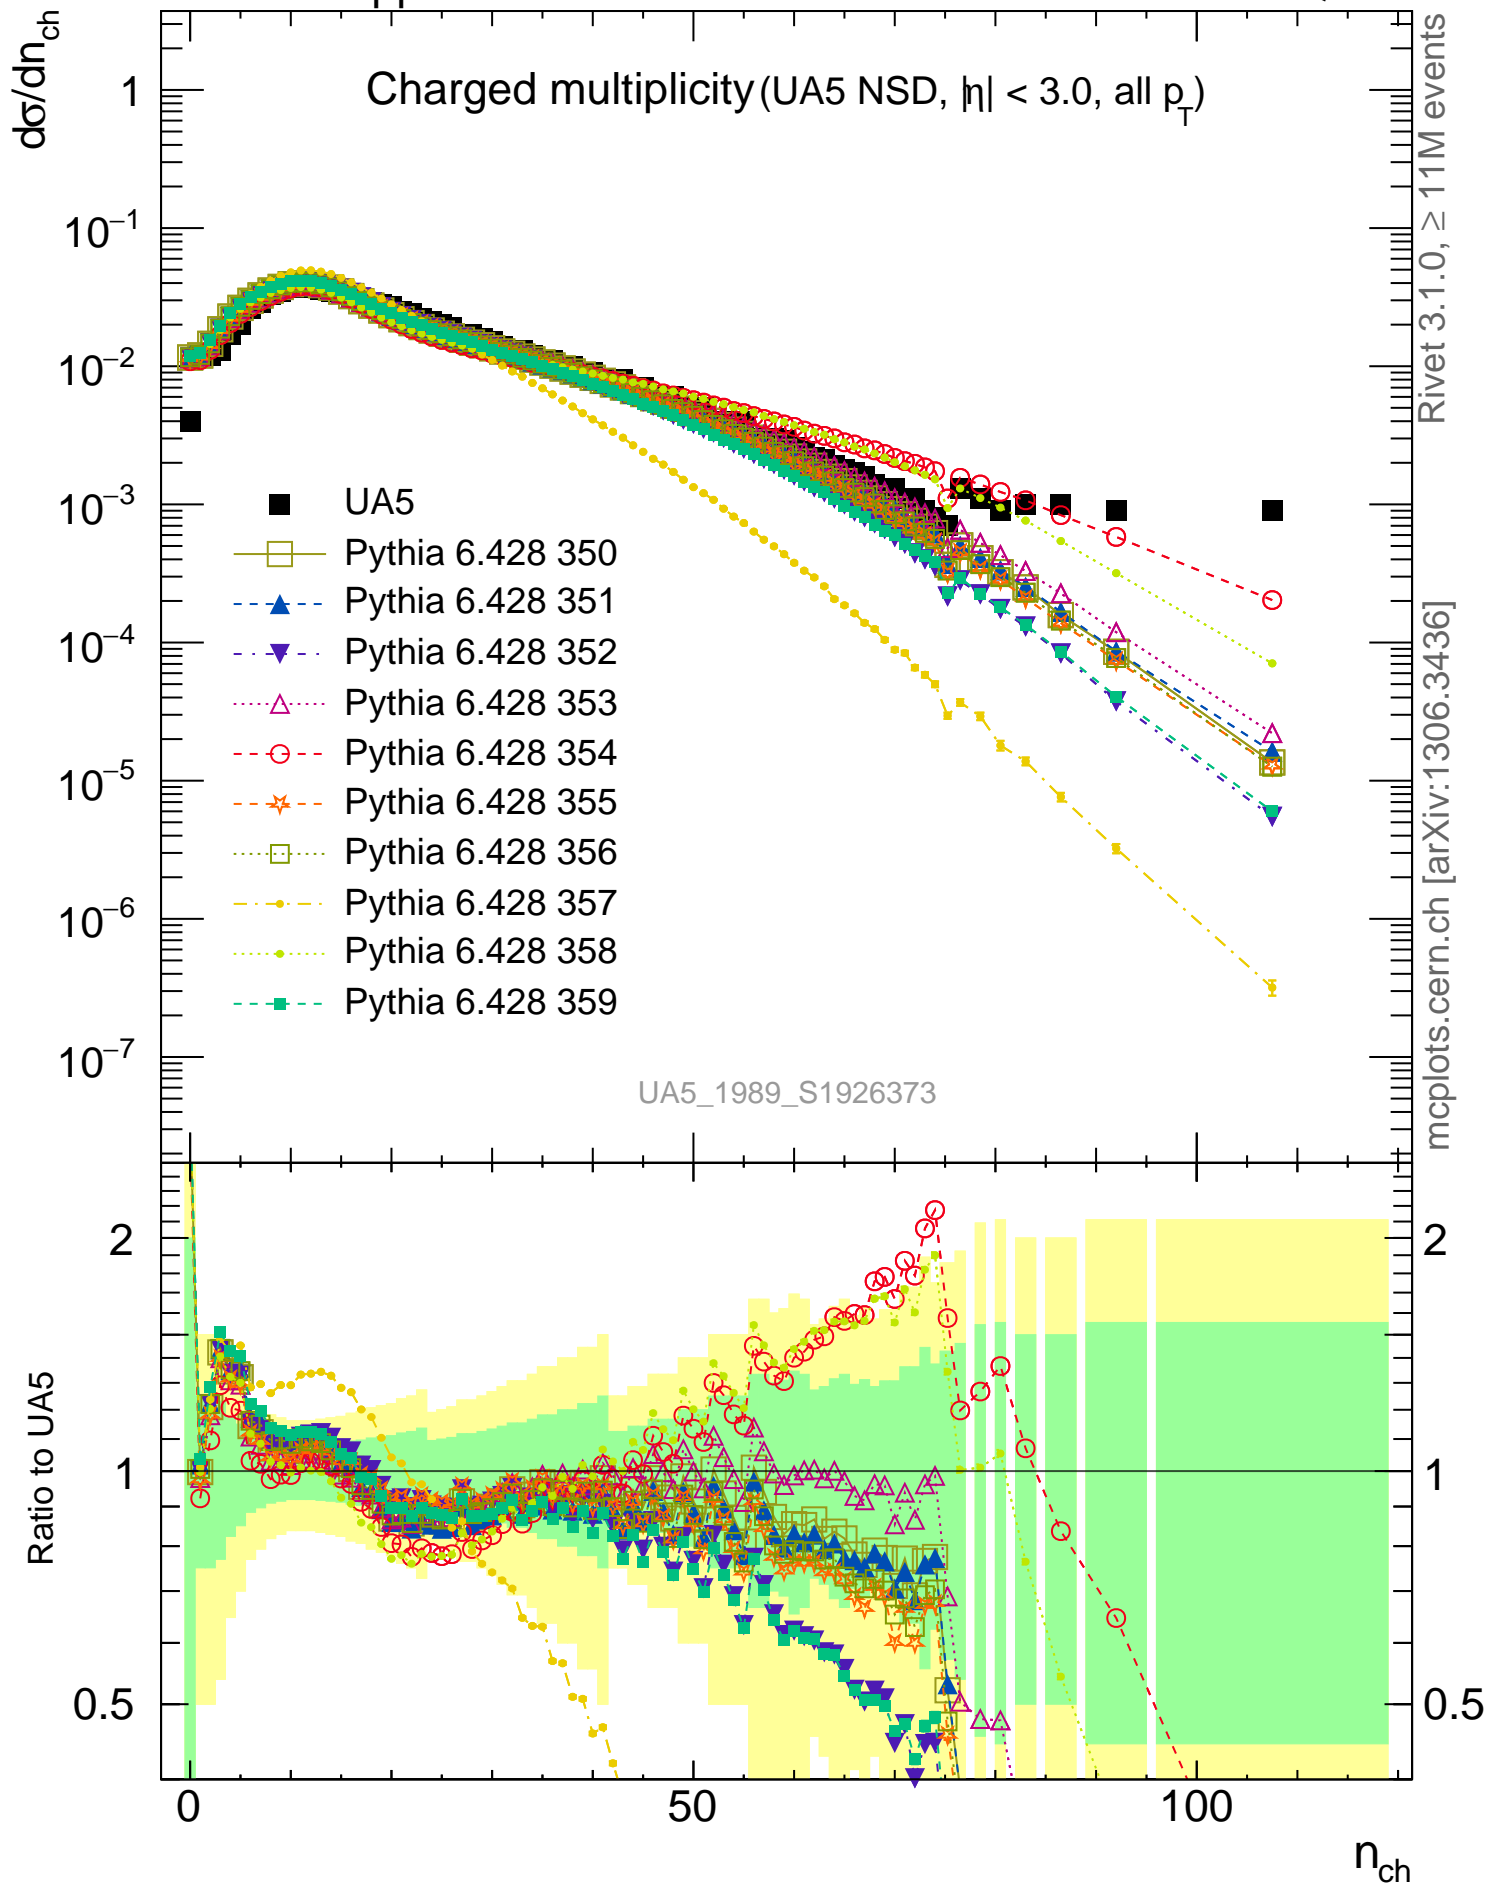 Charged multiplicity (UA5 NSD, |η| < 3.0, all p_T)
dσ/dn_ch
1
10⁻¹
10⁻²
10⁻³
10⁻⁴
10⁻⁵
10⁻⁶
10⁻⁷
UA5
Pythia 6.428 350
Pythia 6.428 351
Pythia 6.428 352
Pythia 6.428 353
Pythia 6.428 354
Pythia 6.428 355
Pythia 6.428 356
Pythia 6.428 357
Pythia 6.428 358
Pythia 6.428 359
UA5_1989_S1926373
Rivet 3.1.0, ≥ 11M events
mcplots.cern.ch [arXiv:1306.3436]
Ratio to UA5
2
1
0.5
2
1
0.5
0
50
100
n_ch